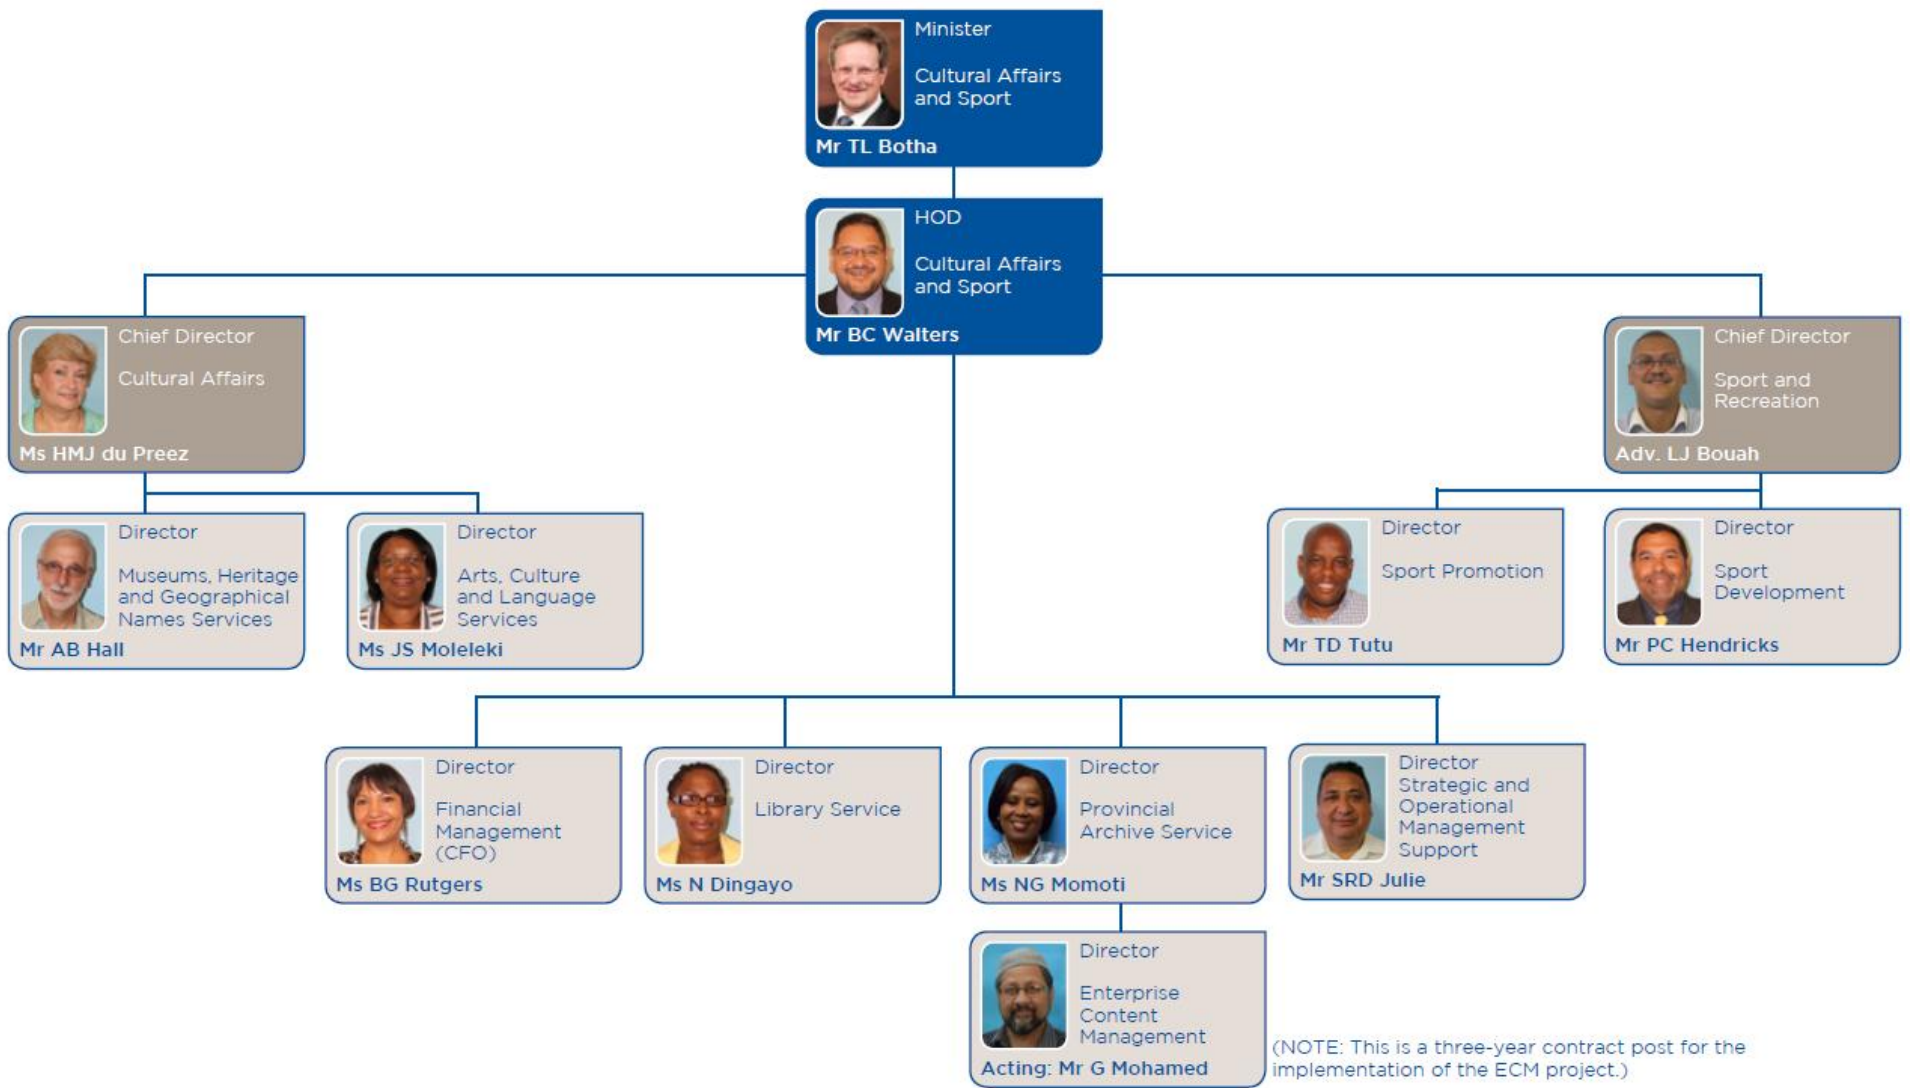 Minister
Cultural Affairs
and Sport
Mr TL Botha
HOD
Cultural Affairs
and Sport
Mr BC Walters
Chief Director
Cultural Affairs
Ms HMJ du Preez
Chief Director
Sport and
Recreation
Adv. LJ Bouah
Director
Museums, Heritage
and Geographical
Names Services
Mr AB Hall
Director
Arts, Culture
and Language
Services
Ms JS Moleleki
Director
Sport Promotion
Mr TD Tutu
Director
Sport
Development
Mr PC Hendricks
Director
Financial
Management
(CFO)
Ms BG Rutgers
Director
Library Service
Ms N Dingayo
Director
Provincial
Archive Service
Ms NG Momoti
Director
Strategic and
Operational
Management
Support
Mr SRD Julie
Director
Enterprise
Content
Management
Acting: Mr G Mohamed
(NOTE: This is a three-year contract post for the
implementation of the ECM project.)